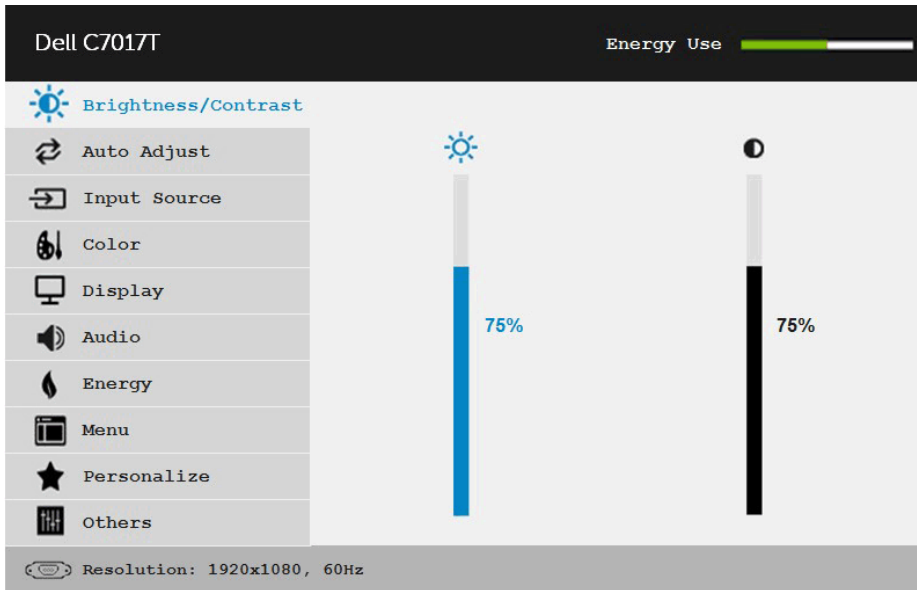 Dell C7017T
Energy Use
Brightness/Contrast
Auto Adjust
Input Source
Color
Display
Audio
Energy
Menu
Personalize
Others
75%
75%
Resolution: 1920x1080, 60Hz